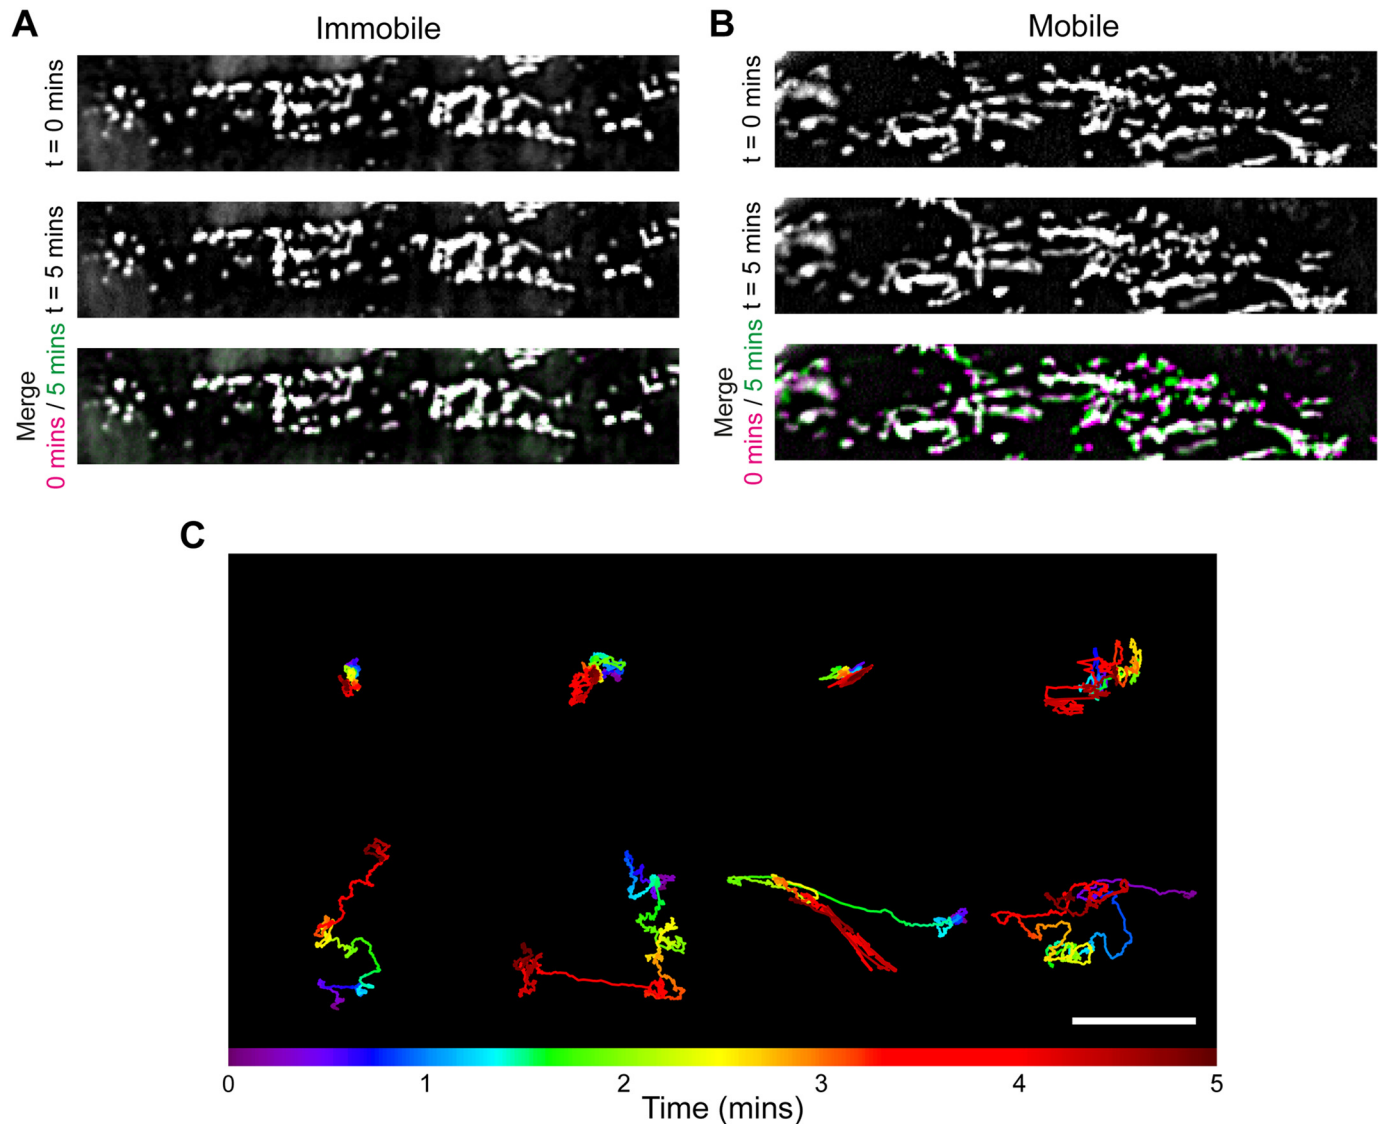 A
Immobile
t = 0 mins
t = 5 mins
Merge
0 mins / 5 mins
B
Mobile
t = 0 mins
t = 5 mins
Merge
0 mins / 5 mins
C
0 1 2 3 4 5
Time (mins)